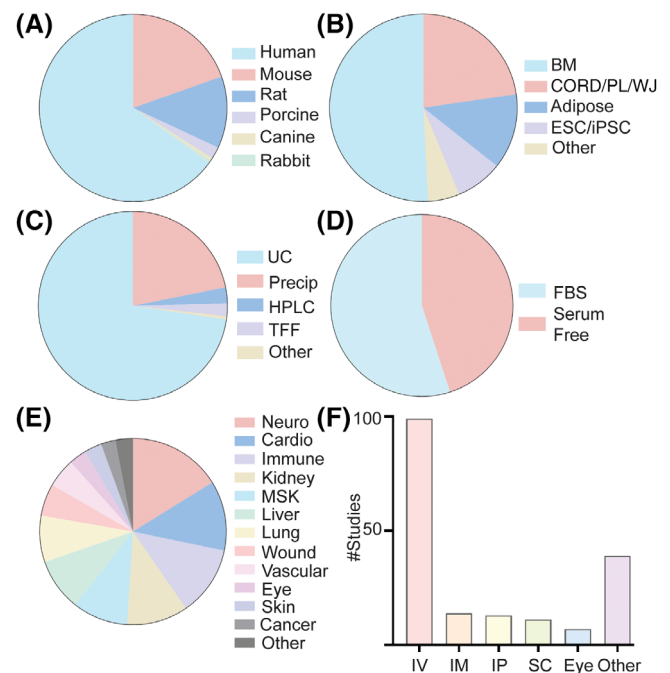 (A)
Human
Mouse
Rat
Porcine
Canine
Rabbit
(B)
BM
CORD/PL/WJ
Adipose
ESC/iPSC
Other
(C)
UC
Precip
HPLC
TFF
Other
(D)
FBS
Serum
Free
(E)
Neuro
Cardio
Immune
Kidney
MSK
Liver
Lung
Wound
Vascular
Eye
Skin
Cancer
Other
(F)
100
50
#Studies
IV IM IP SC Eye Other